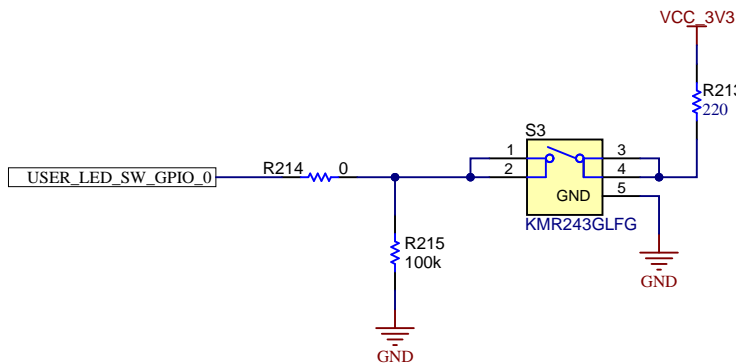 VCC_3V3
R213
220
S3
1
3
R214
0
2
4
USER_LED_SW_GPIO_0
5
GND
KMR243GLFG
R215
100k
GND
GND